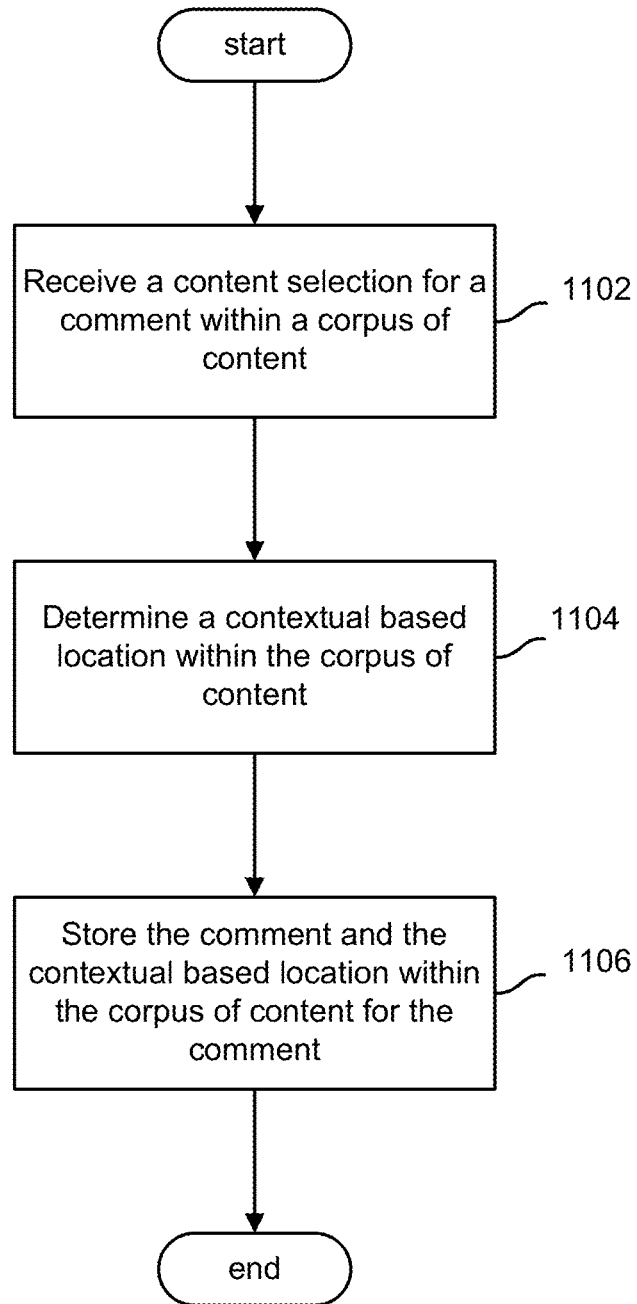 start
Receive a content selection for a
comment within a corpus of
content
1102
Determine a contextual based
location within the corpus of
content
1104
Store the comment and the
contextual based location within
the corpus of content for the
comment
1106
end